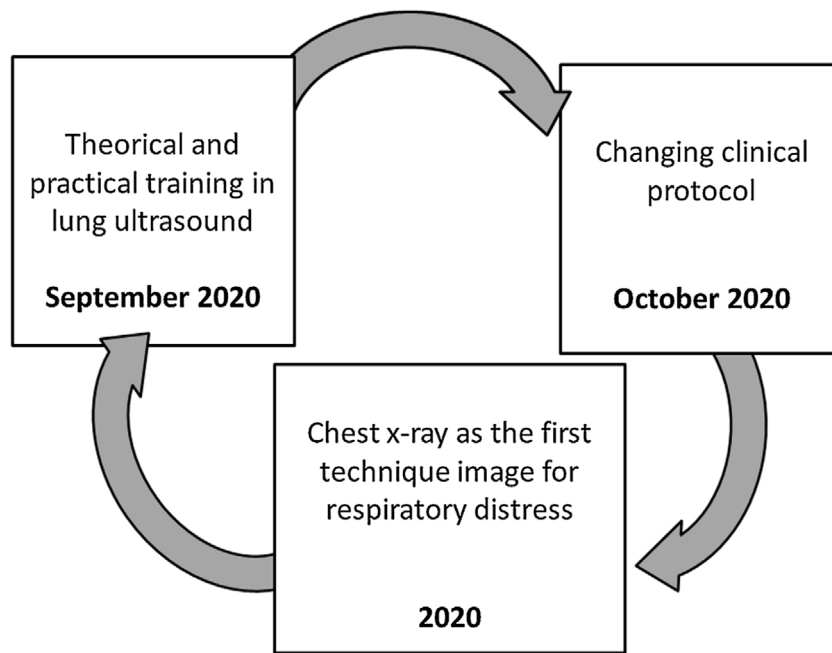 Theorical and
practical training in
lung ultrasound
September 2020
Changing clinical
protocol
October 2020
Chest x-ray as the first
technique image for
respiratory distress
2020